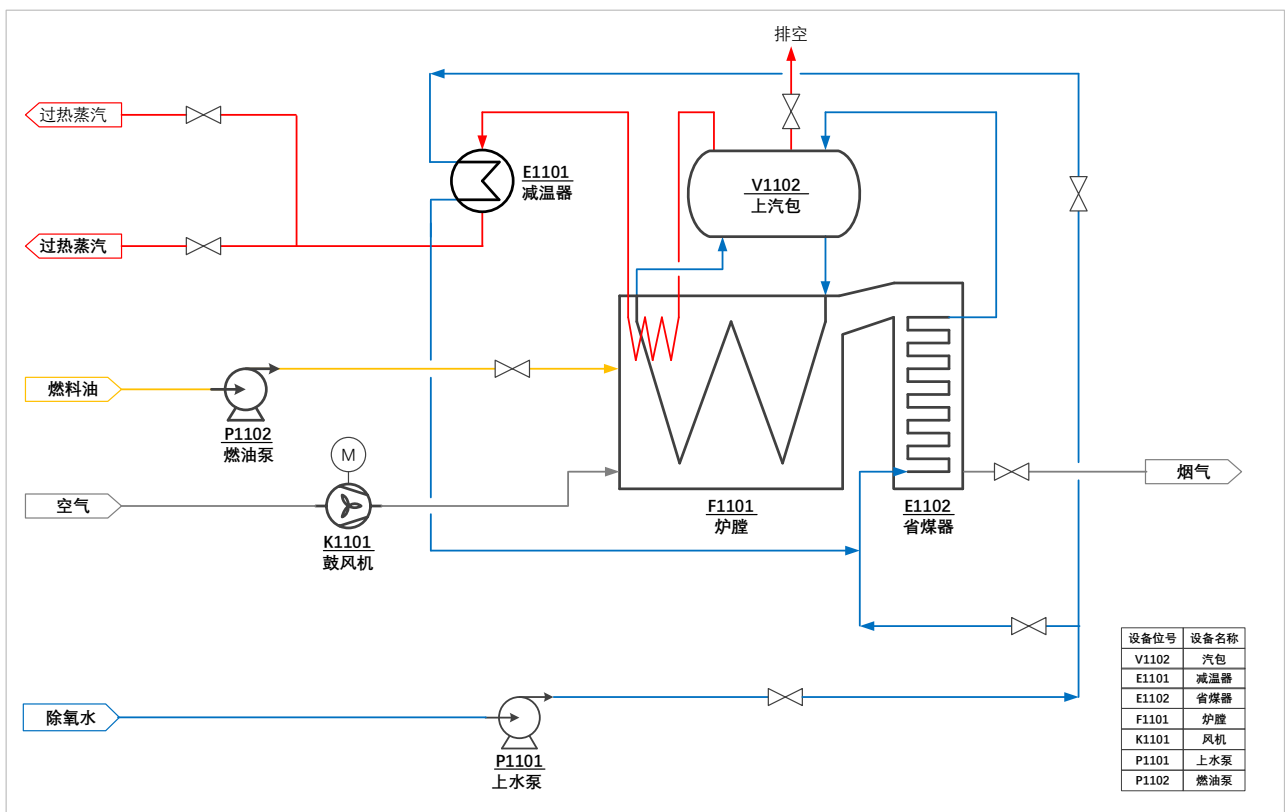 排空
过热蒸汽
E1101
减温器
V1102
上汽包
过热蒸汽
燃料油
P1102
燃油泵
M
空气
K1101
鼓风机
F1101
炉膛
E1102
省煤器
烟气
除氧水
P1101
上水泵
设备位号 设备名称
V1102 汽包
E1101 减温器
E1102 省煤器
F1101 炉膛
K1101 风机
P1101 上水泵
P1102 燃油泵